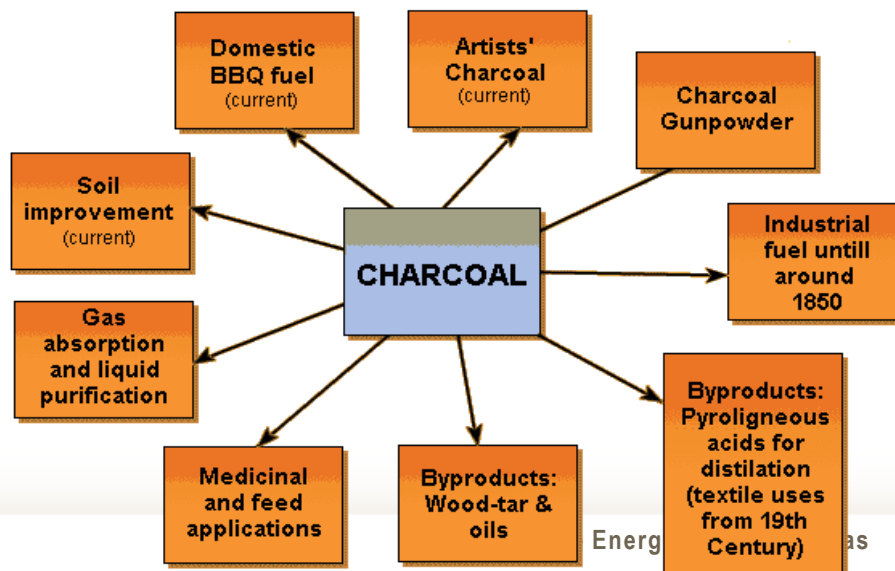 Domestic
BBQ fuel
(current)
Artists'
Charcoal
(current)
Charcoal
Gunpowder
Soil
improvement
(current)
CHARCOAL
Industrial
fuel untill
around
1850
Gas
absorption
and liquid
purification
Medicinal
and feed
applications
Byproducts:
Wood-tar &
oils
Byproducts:
Pyroligneous
acids for
distilation
(textile uses
from 19th
Century)